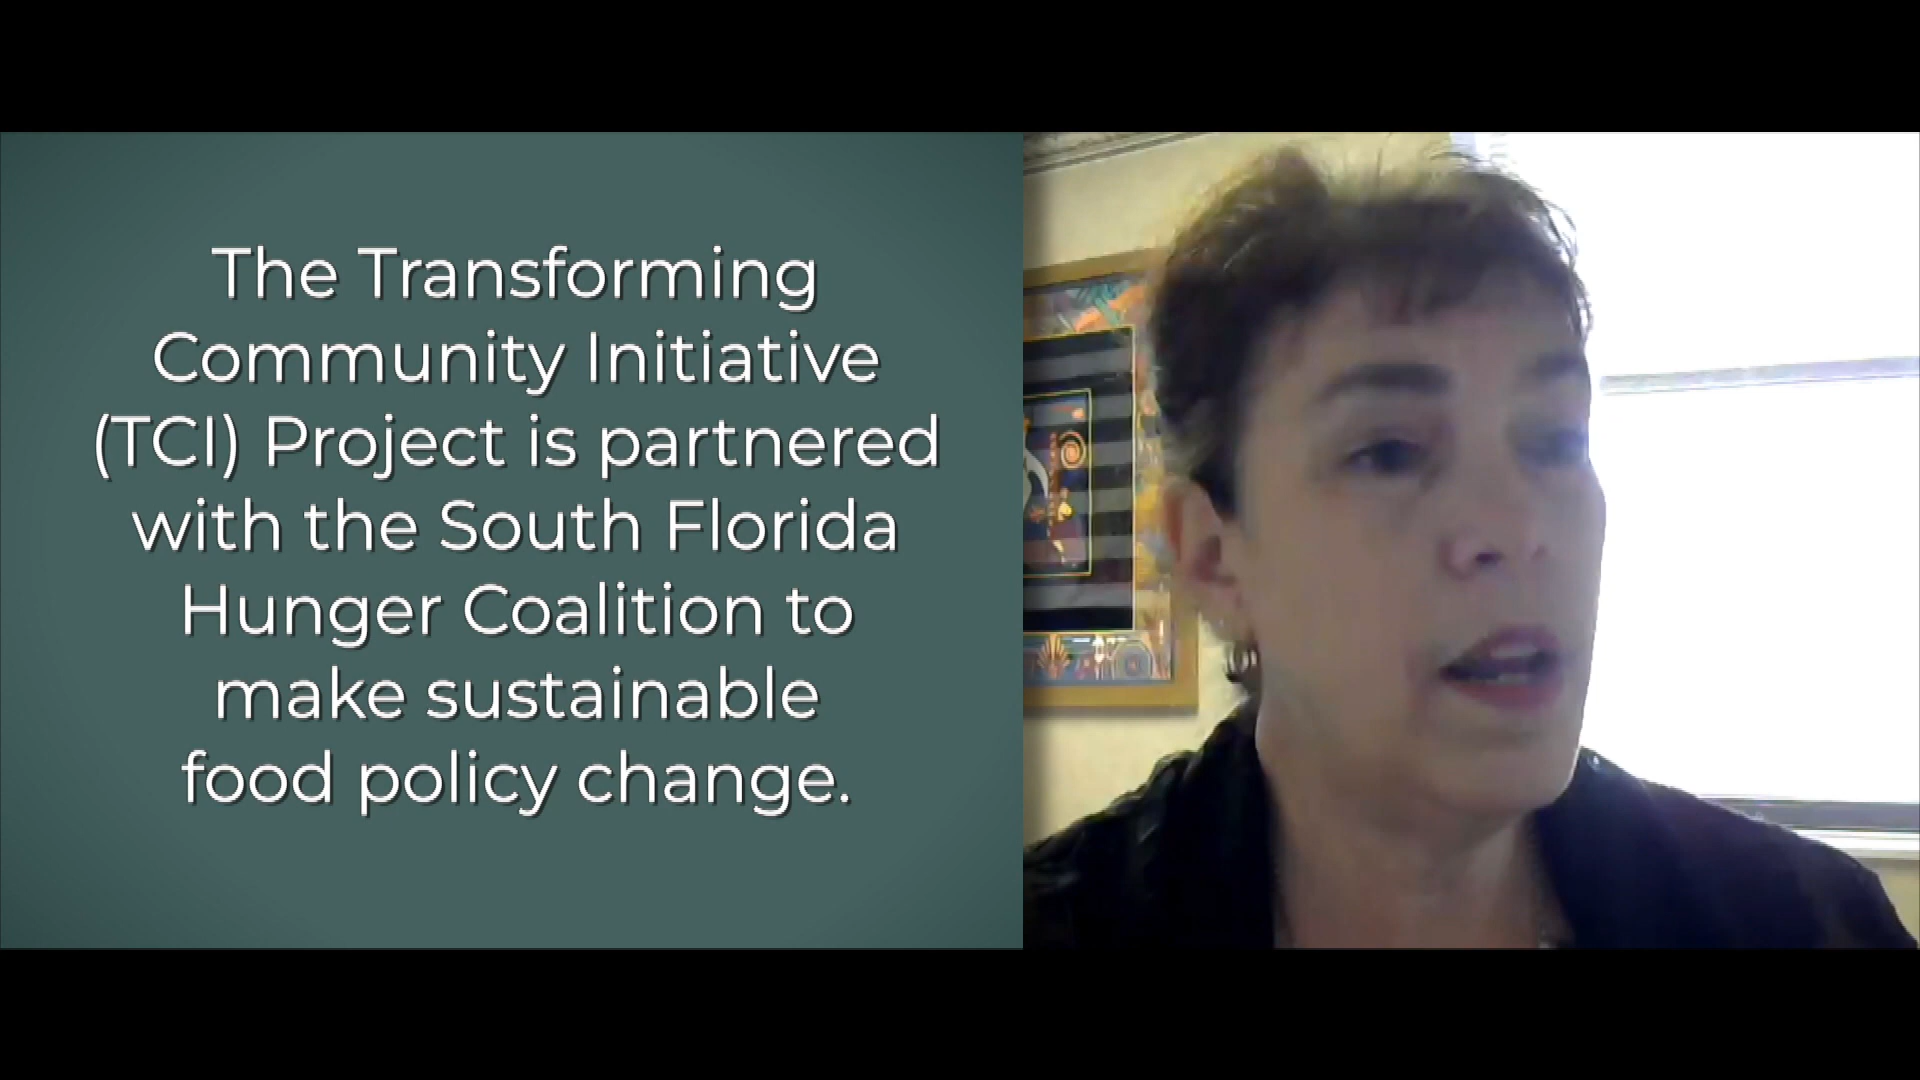 The Transforming
Community Initiative
(TCI) Project is partnered
with the South Florida
Hunger Coalition to
make sustainable
food policy change.